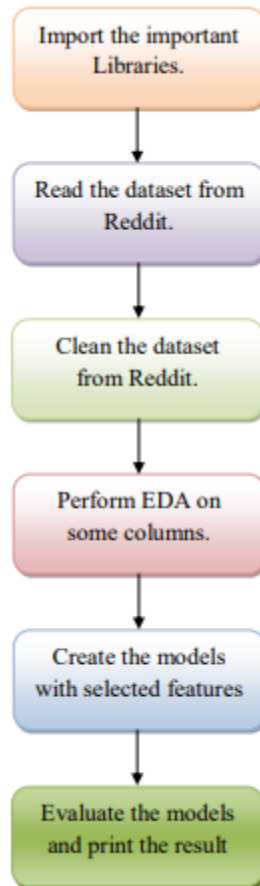 Import the important
Libraries.
Read the dataset from
Reddit.
Clean the dataset
from Reddit.
Perform EDA on
some columns.
Create the models
with selected features
Evaluate the models
and print the result